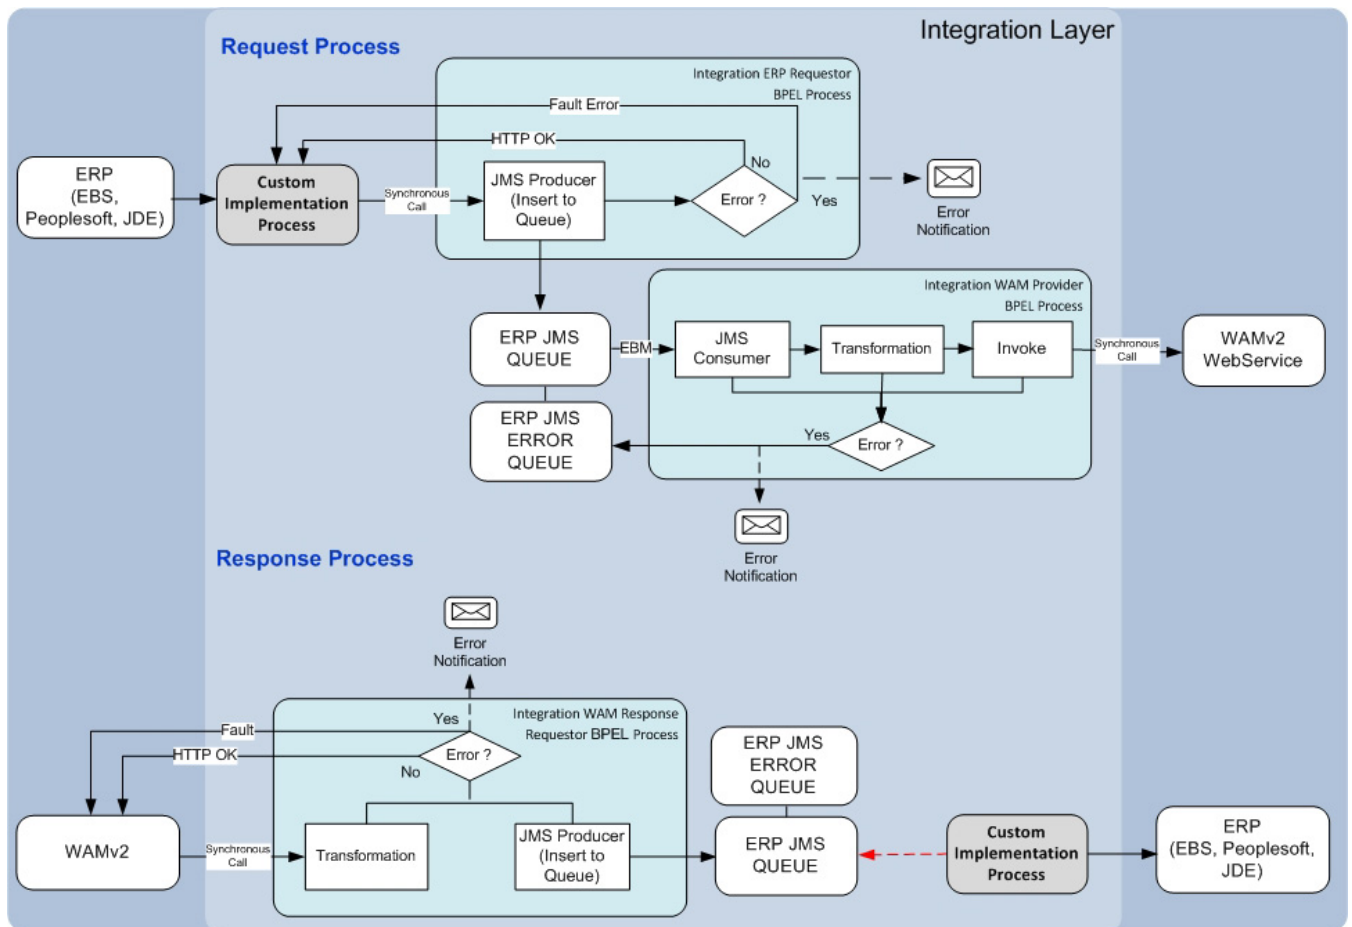 Integration Layer
Request Process
Integration ERP Requestor
BPEL Process
Fault Error
HTTP OK
No
ERP
(EBS,
Peoplesoft, JDE)
Custom
Implementation
Process
Synchronous
Call
JMS Producer
(Insert to
Queue)
Error ?
Yes
Error
Notification
Integration WAM Provider
BPEL Process
ERP JMS
QUEUE
EBM
JMS
Consumer
Transformation
Invoke
Synchronous
Call
WAMv2
WebService
ERP JMS
ERROR
QUEUE
Yes
Error ?
Error
Notification
Response Process
Error
Notification
Integration WAM Response
Requestor BPEL Process
Yes
Fault
HTTP OK
Error ?
No
ERP JMS
ERROR
QUEUE
WAMv2
Synchronous
Call
Transformation
JMS Producer
(Insert to
Queue)
ERP JMS
QUEUE
Custom
Implementation
Process
ERP
(EBS, Peoplesoft,
JDE)